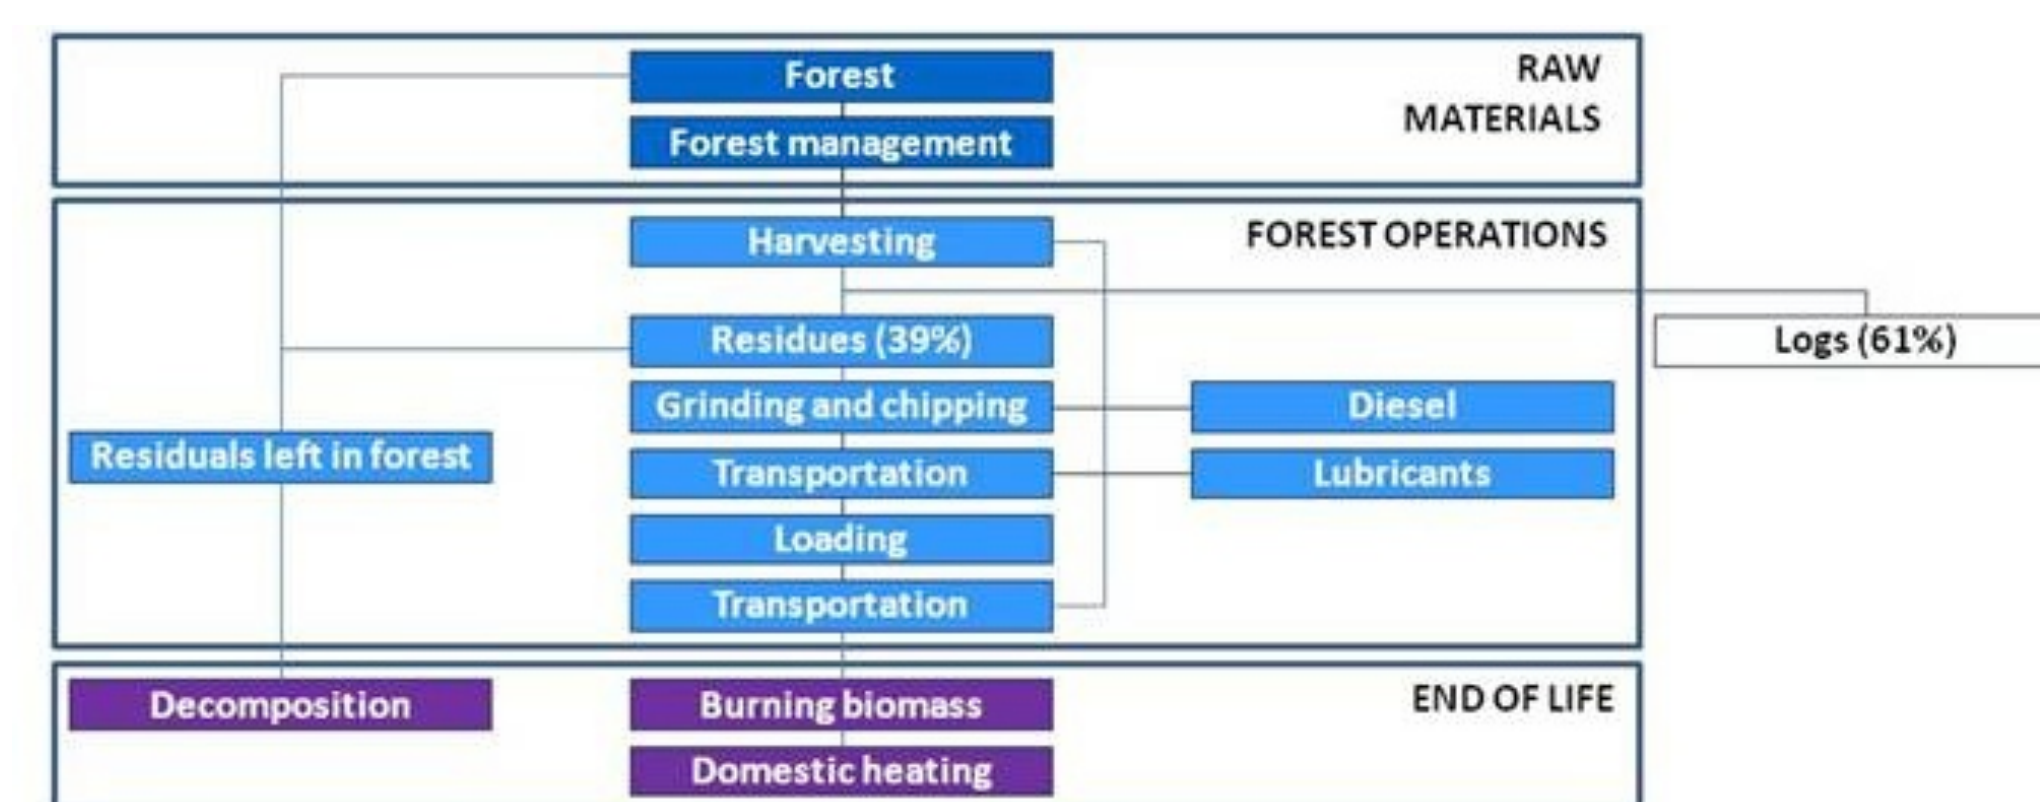 Forest
RAW
MATERIALS
Forest management
Harvesting
FOREST OPERATIONS
Residues (39%)
Logs (61%)
Grinding and chipping
Diesel
Residuals left in forest
Transportation
Lubricants
Loading
Transportation
Decomposition
Burning biomass
END OF LIFE
Domestic heating